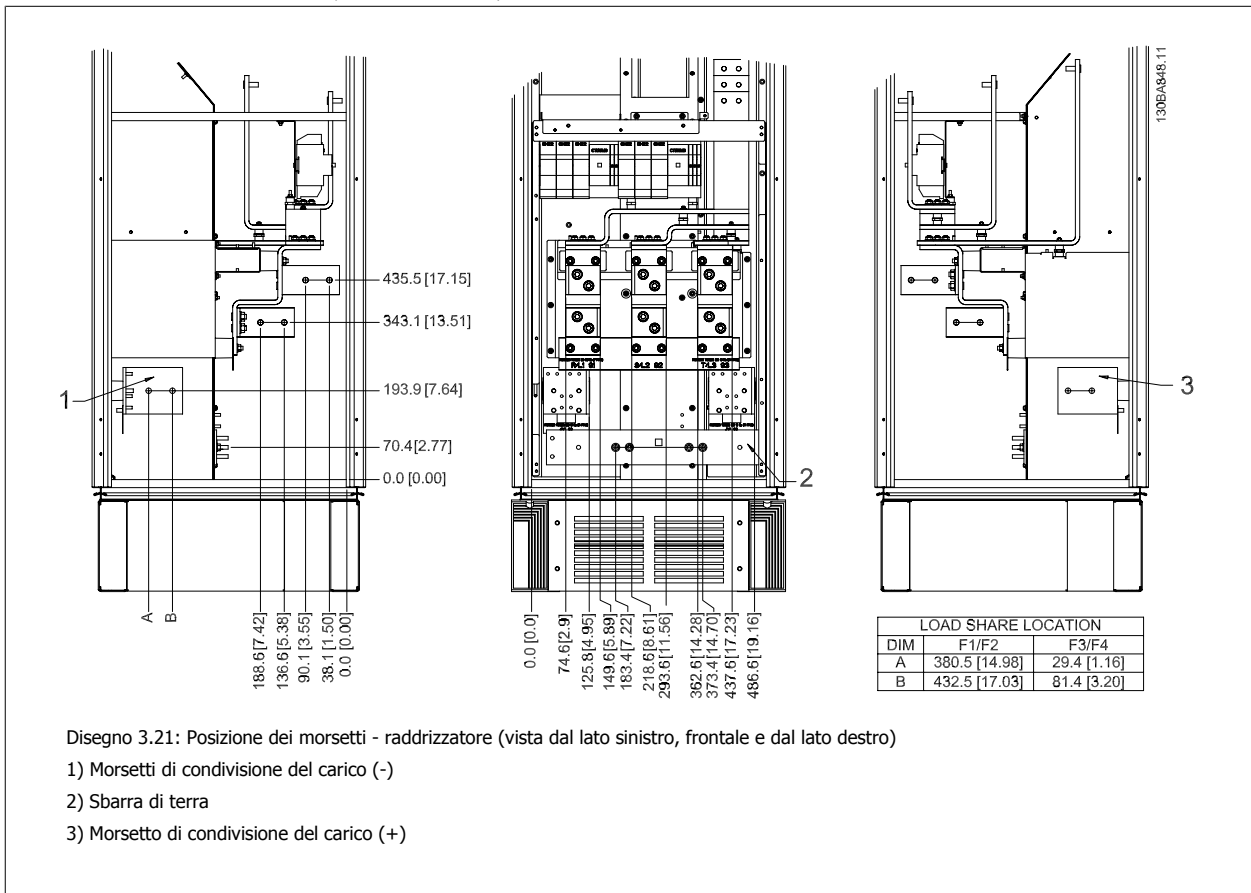 130BA848.11
435.5 [17.15]
343.1 [13.51]
1
193.9 [7.64]
70.4 [2.77]
0.0 [0.00]
A
B
188.6 [7.42]
136.6 [5.38]
90.1 [3.55]
38.1 [1.50]
0.0 [0.00]
R/L1 91
S/L2 92
T/L3 93
2
0.0 [0.0]
74.6 [2.9]
125.8 [4.95]
149.6 [5.89]
183.4 [7.22]
218.6 [8.61]
293.6 [11.56]
362.6 [14.28]
373.4 [14.70]
437.6 [17.23]
486.6 [19.16]
3
LOAD SHARE LOCATION
DIM F1/F2 F3/F4
A 380.5 [14.98] 29.4 [1.16]
B 432.5 [17.03] 81.4 [3.20]
Disegno 3.21: Posizione dei morsetti - raddrizzatore (vista dal lato sinistro, frontale e dal lato destro)
1) Morsetti di condivisione del carico (-)
2) Sbarra di terra
3) Morsetto di condivisione del carico (+)